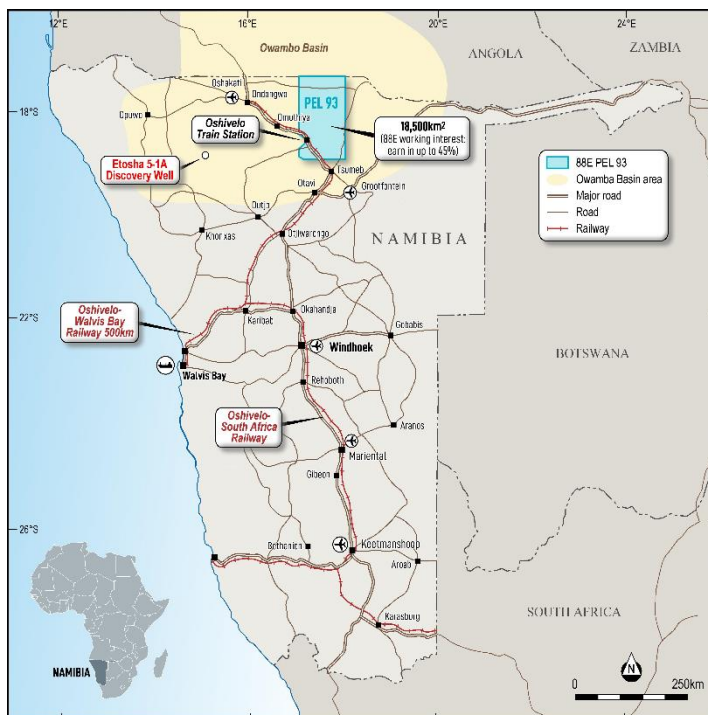 12°E
16°E
20°E
24°E
Owambo Basin
ANGOLA
ZAMBIA
Oshakati
Ondangwa
18°S
Opuwo
Omuthiya
PEL 93
Oshivelo
Train Station
18,500km²
(88E working interest:
earn in up to 45%)
Etosha 5-1A
Discovery Well
Tsumeb
Otavi
Grootfontein
88E PEL 93
Owamba Basin area
Major road
Road
Railway
Outjo
Khorixas
Otjiwarongo
NAMIBIA
22°S
Oshivelo-
Walvis Bay
Railway 500km
Karibab
Okahandja
Gobabis
Windhoek
BOTSWANA
Walvis Bay
Rehoboth
Oshivelo-
South Africa
Railway
Aranos
Mariental
Gibeon
26°S
Bethanien
Keetmanshoop
Aroab
SOUTH AFRICA
Karasburg
NAMIBIA
N
0
250km